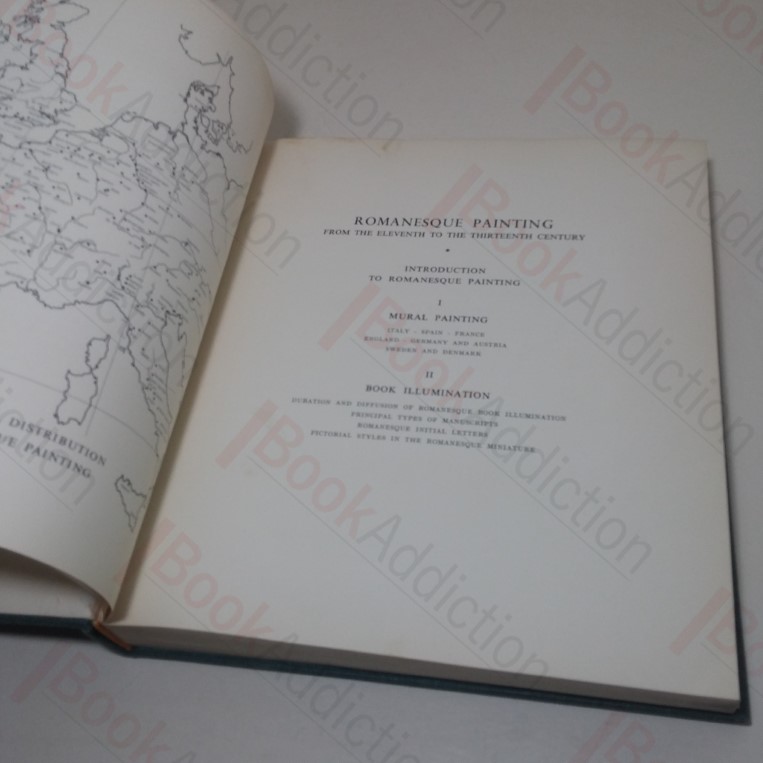 DISTRIBUTION
QUE PAINTING
ROMANESQUE PAINTING
FROM THE ELEVENTH TO THE THIRTEENTH CENTURY
*
INTRODUCTION
TO ROMANESQUE PAINTING
I
MURAL PAINTING
ITALY - SPAIN - FRANCE
ENGLAND - GERMANY AND AUSTRIA
SWEDEN AND DENMARK
II
BOOK ILLUMINATION
DURATION AND DIFFUSION OF ROMANESQUE BOOK ILLUMINATION
PRINCIPAL TYPES OF MANUSCRIPTS
ROMANESQUE INITIAL LETTERS
PICTORIAL STYLES IN THE ROMANESQUE MINIATURE
BookAddiction